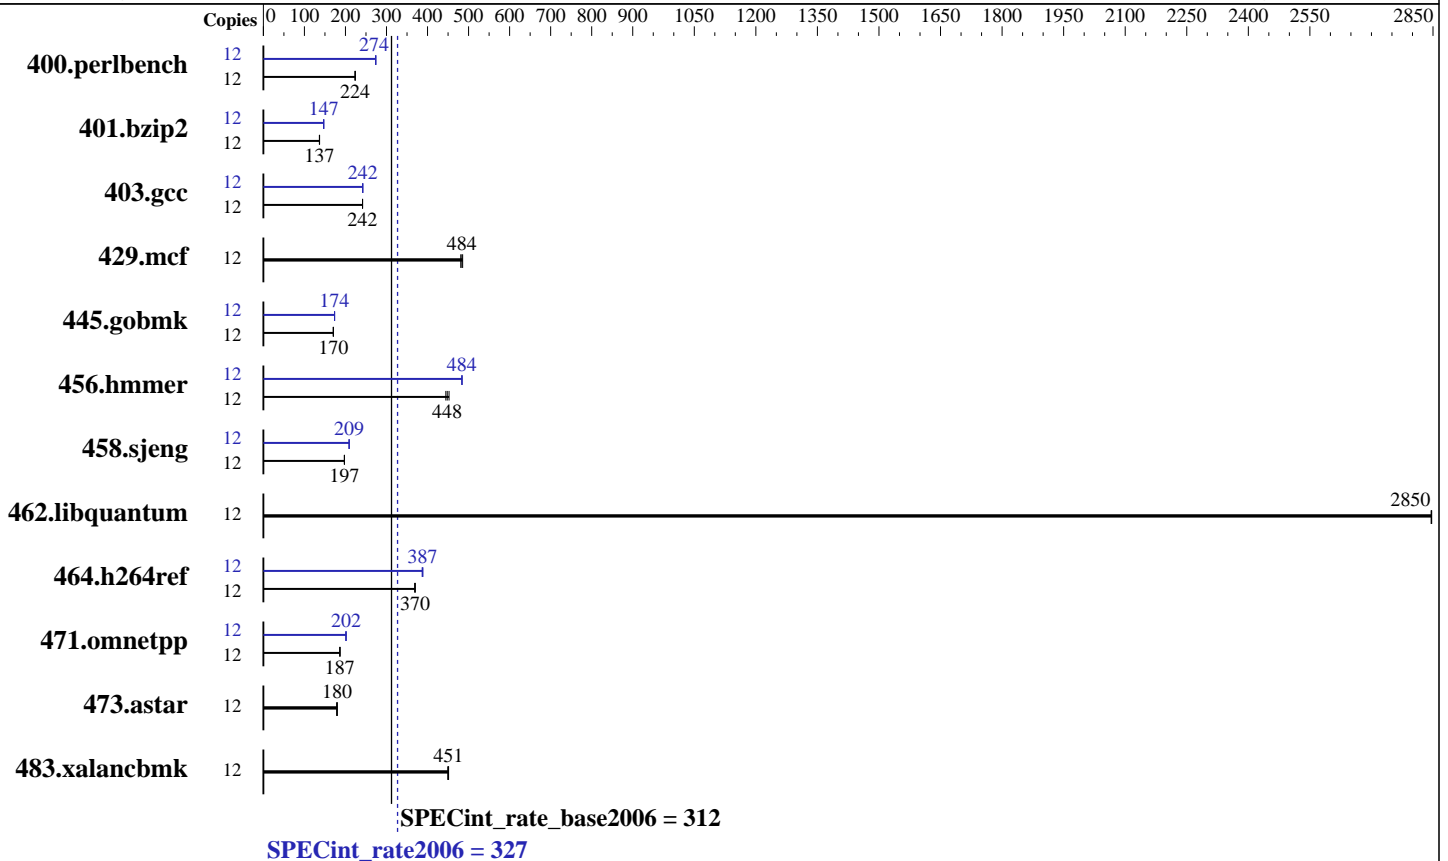 Copies 0 100 200 300 400 500 600 700 800 900 1050 1200 1350 1500 1650 1800 1950 2100 2250 2400 2550 2850
400.perlbench 12 274
12 224
401.bzip2 12 147
12 137
403.gcc 12 242
12 242
429.mcf 12 484
445.gobmk 12 174
12 170
456.hmmer 12 484
12 448
458.sjeng 12 209
12 197
462.libquantum 12 2850
464.h264ref 12 387
12 370
471.omnetpp 12 202
12 187
473.astar 12 180
483.xalancbmk 12 451
SPECint_rate_base2006 = 312
SPECint_rate2006 = 327